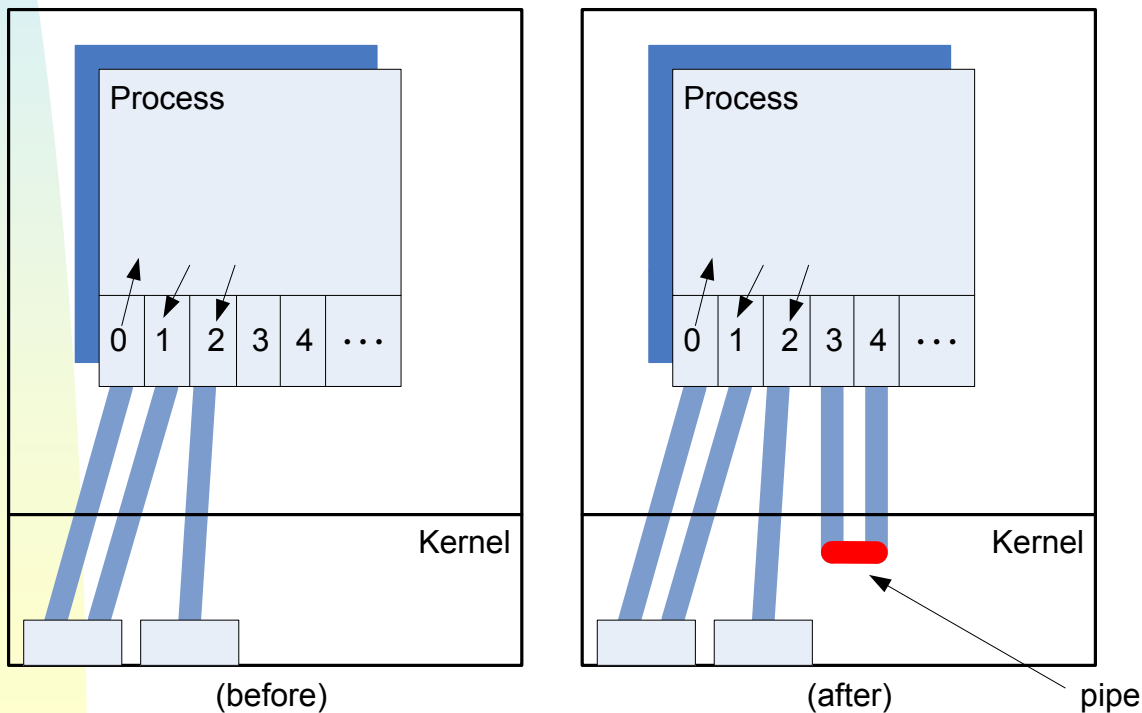 Process
0 1 2 3 4 ...
Kernel
(before)
Process
0 1 2 3 4 ...
Kernel
(after)
pipe